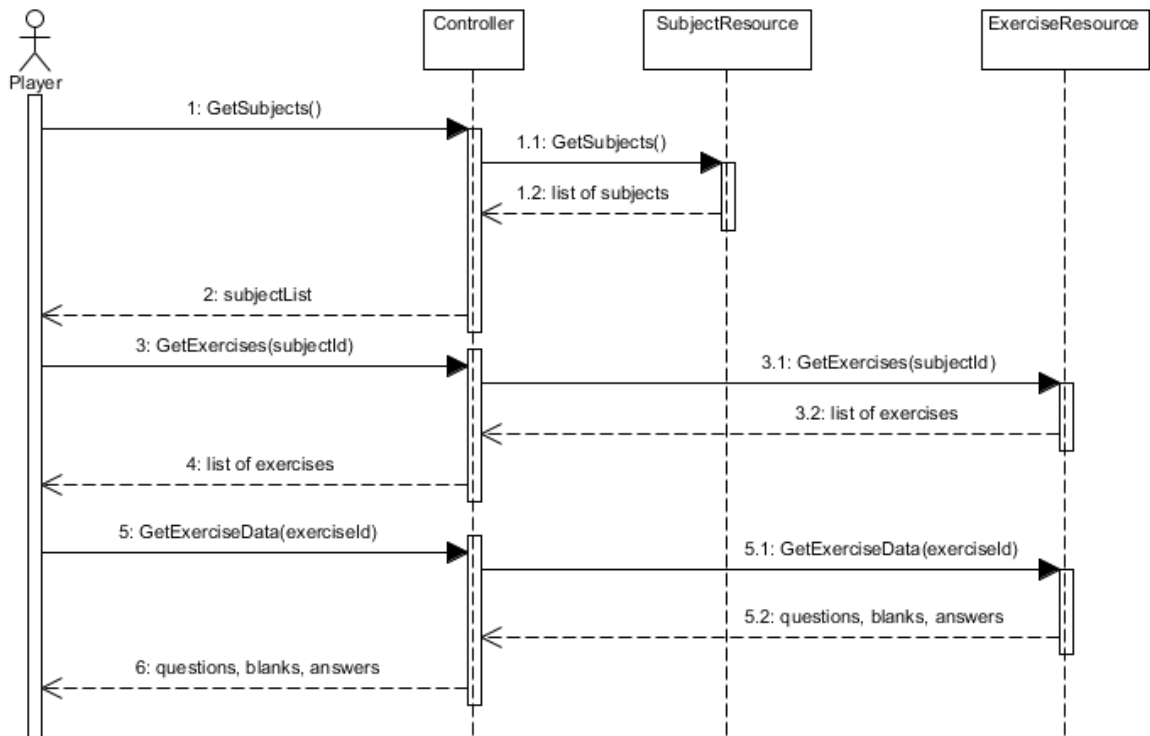 Controller
SubjectResource
ExerciseResource
Player
1: GetSubjects()
1.1: GetSubjects()
1.2: list of subjects
2: subjectList
3: GetExercises(subjectId)
3.1: GetExercises(subjectId)
3.2: list of exercises
4: list of exercises
5: GetExerciseData(exerciseId)
5.1: GetExerciseData(exerciseId)
5.2: questions, blanks, answers
6: questions, blanks, answers